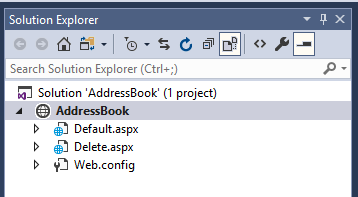 Solution Explorer
Search Solution Explorer (Ctrl+;)
Solution 'AddressBook' (1 project)
AddressBook
Default.aspx
Delete.aspx
Web.config